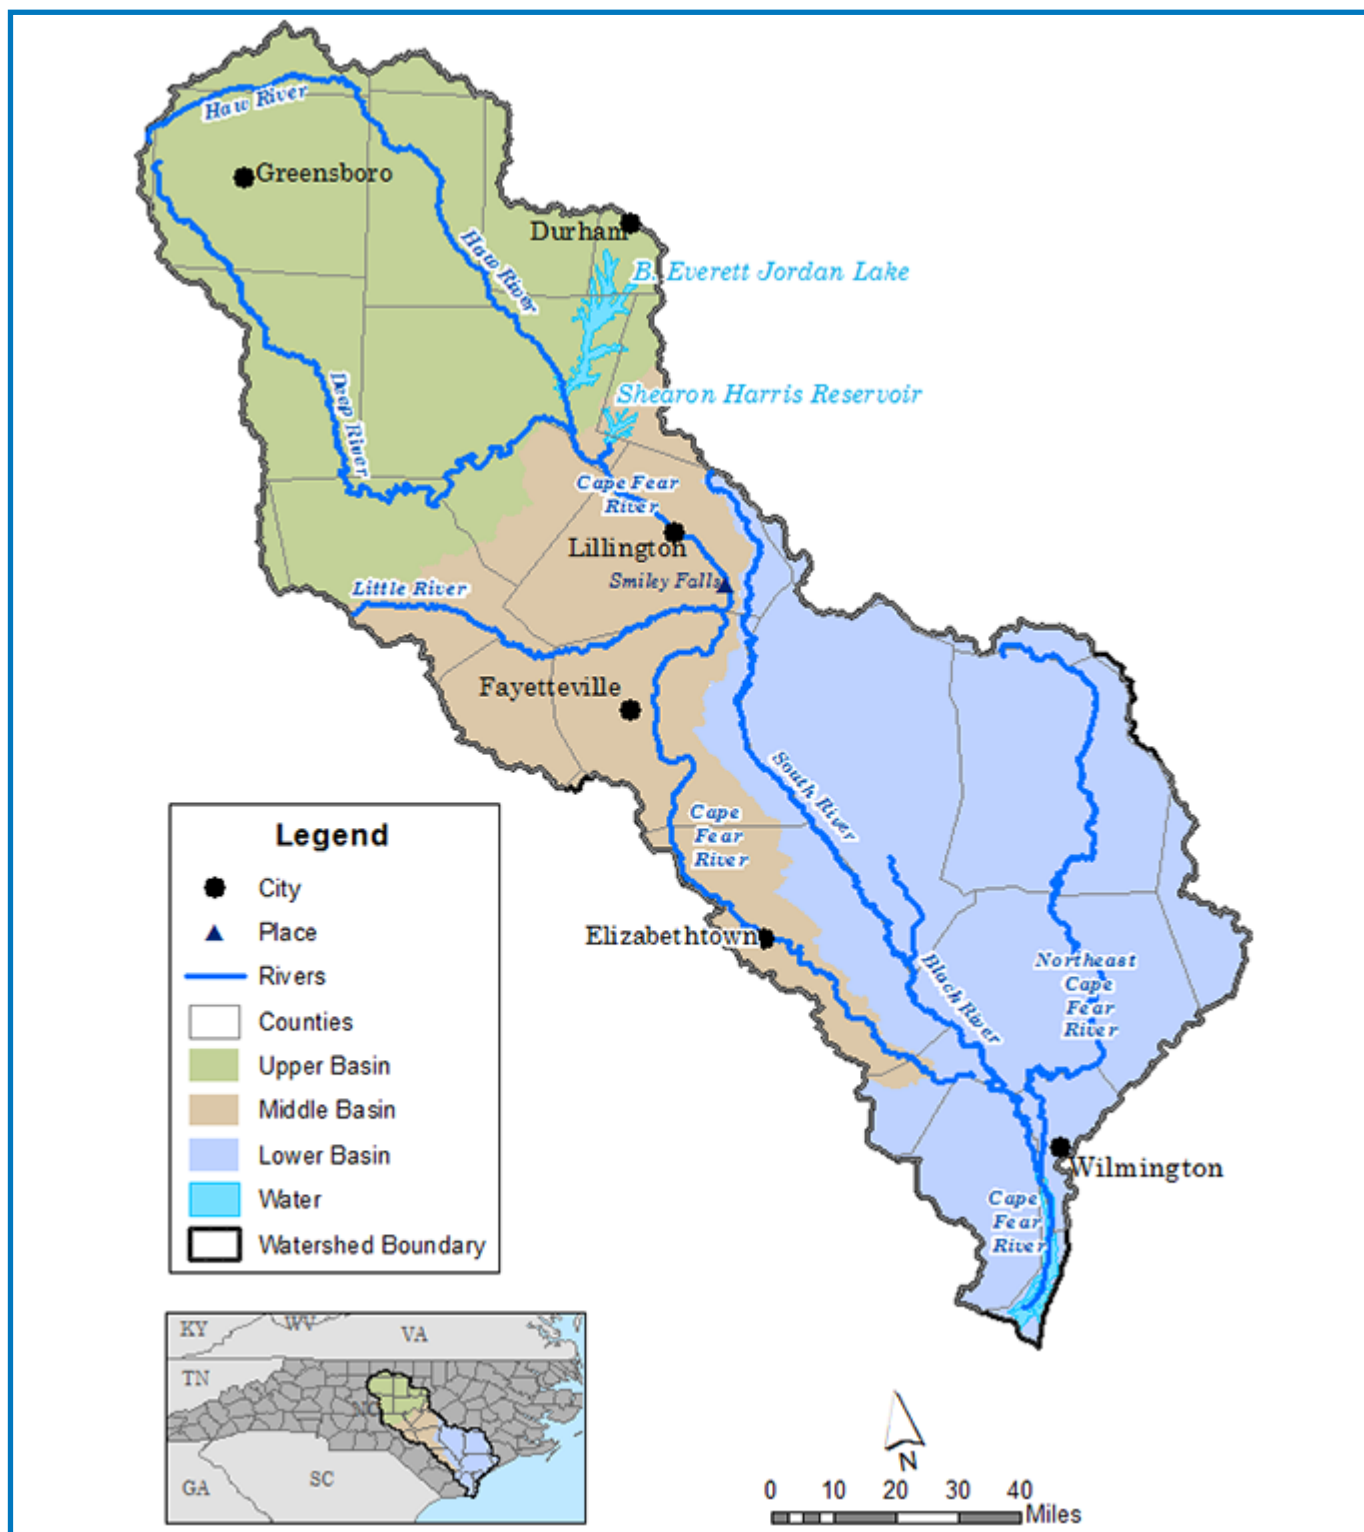 Haw River
Greensboro
Durham
Haw River
B. Everett Jordan Lake
Deep River
Shearon Harris Reservoir
Cape Fear
River
Lillington
Smiley Falls
Little River
Fayetteville
South River
Cape
Fear
River
Elizabethtown
Black River
Northeast
Cape
Fear
River
Wilmington
Cape
Fear
River
Legend
City
Place
Rivers
Counties
Upper Basin
Middle Basin
Lower Basin
Water
Watershed Boundary
KY
WV
VA
TN
NC
GA
SC
N
0 10 20 30 40
Miles